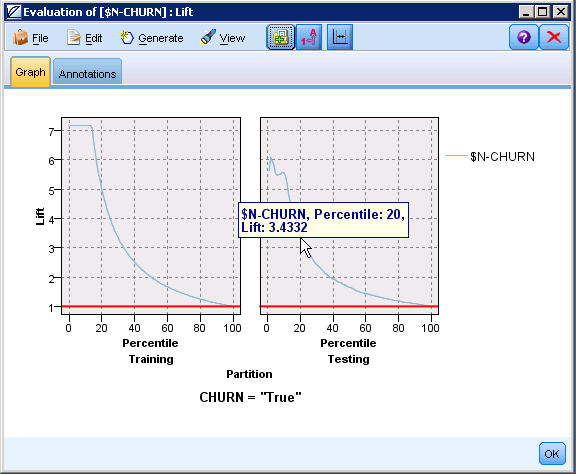 Evaluation of [$N-CHURN] : Lift
File Edit Generate View
Graph Annotations
7
6
5
4
3
2
1
Lift
$N-CHURN
$N-CHURN, Percentile: 20,
Lift: 3.4332
0 20 40 60 80 100 0 20 40 60 80 100
Percentile Percentile
Training Testing
Partition
CHURN = "True"
OK